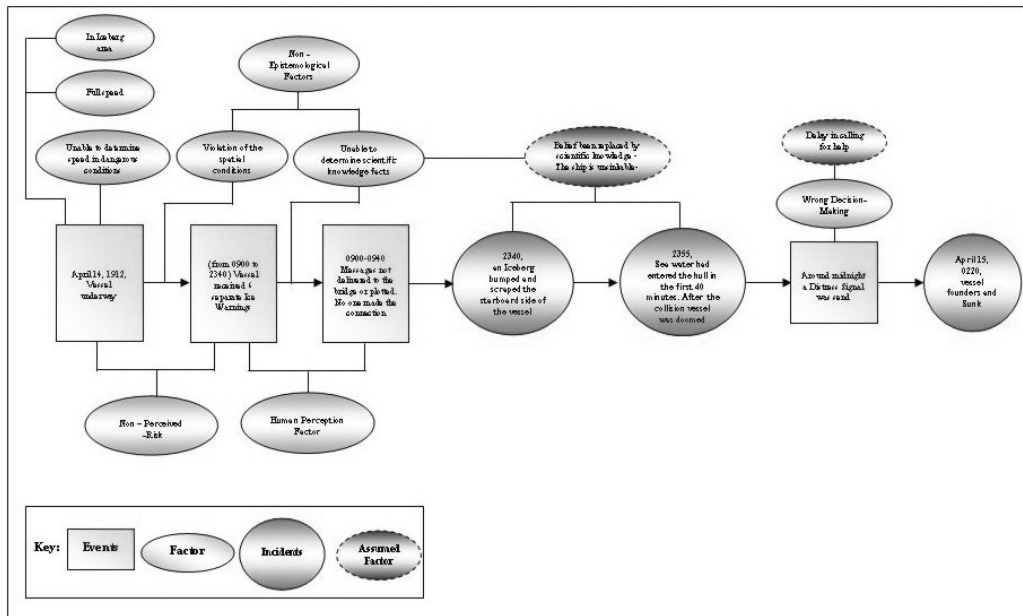 In Iceberg
area
Full speed
Unable to determine
speed in dangerous
conditions
Non -
Epistemological
Factors
Violation of the
spatial
conditions
Unable to
determine scientific
knowledge facts
Belief been replaced by
scientific knowledge -
The ship is unsinkable-
Delay in calling
for help
Wrong Decision-
Making
April 14, 1912,
Vessel
underway
(from 0900 to
2340) Vessel
received 6
separate Ice
Warnings
0900-0940
Messages not
delivered to the
bridge or plotted.
No one made the
connection
2340,
an Iceberg
bumped and
scraped the
starboard side of
the vessel
2355,
Sea water had
entered the hull in
the first 40
minutes. After the
collision vessel
was doomed
Around midnight
a Distress Signal
was send
April 15,
0220,
vessel
founders and
Sunk
Non - Perceived
-Risk
Human Perception
Factor
Key:
Events
Factor
Incidents
Assumed
Factor